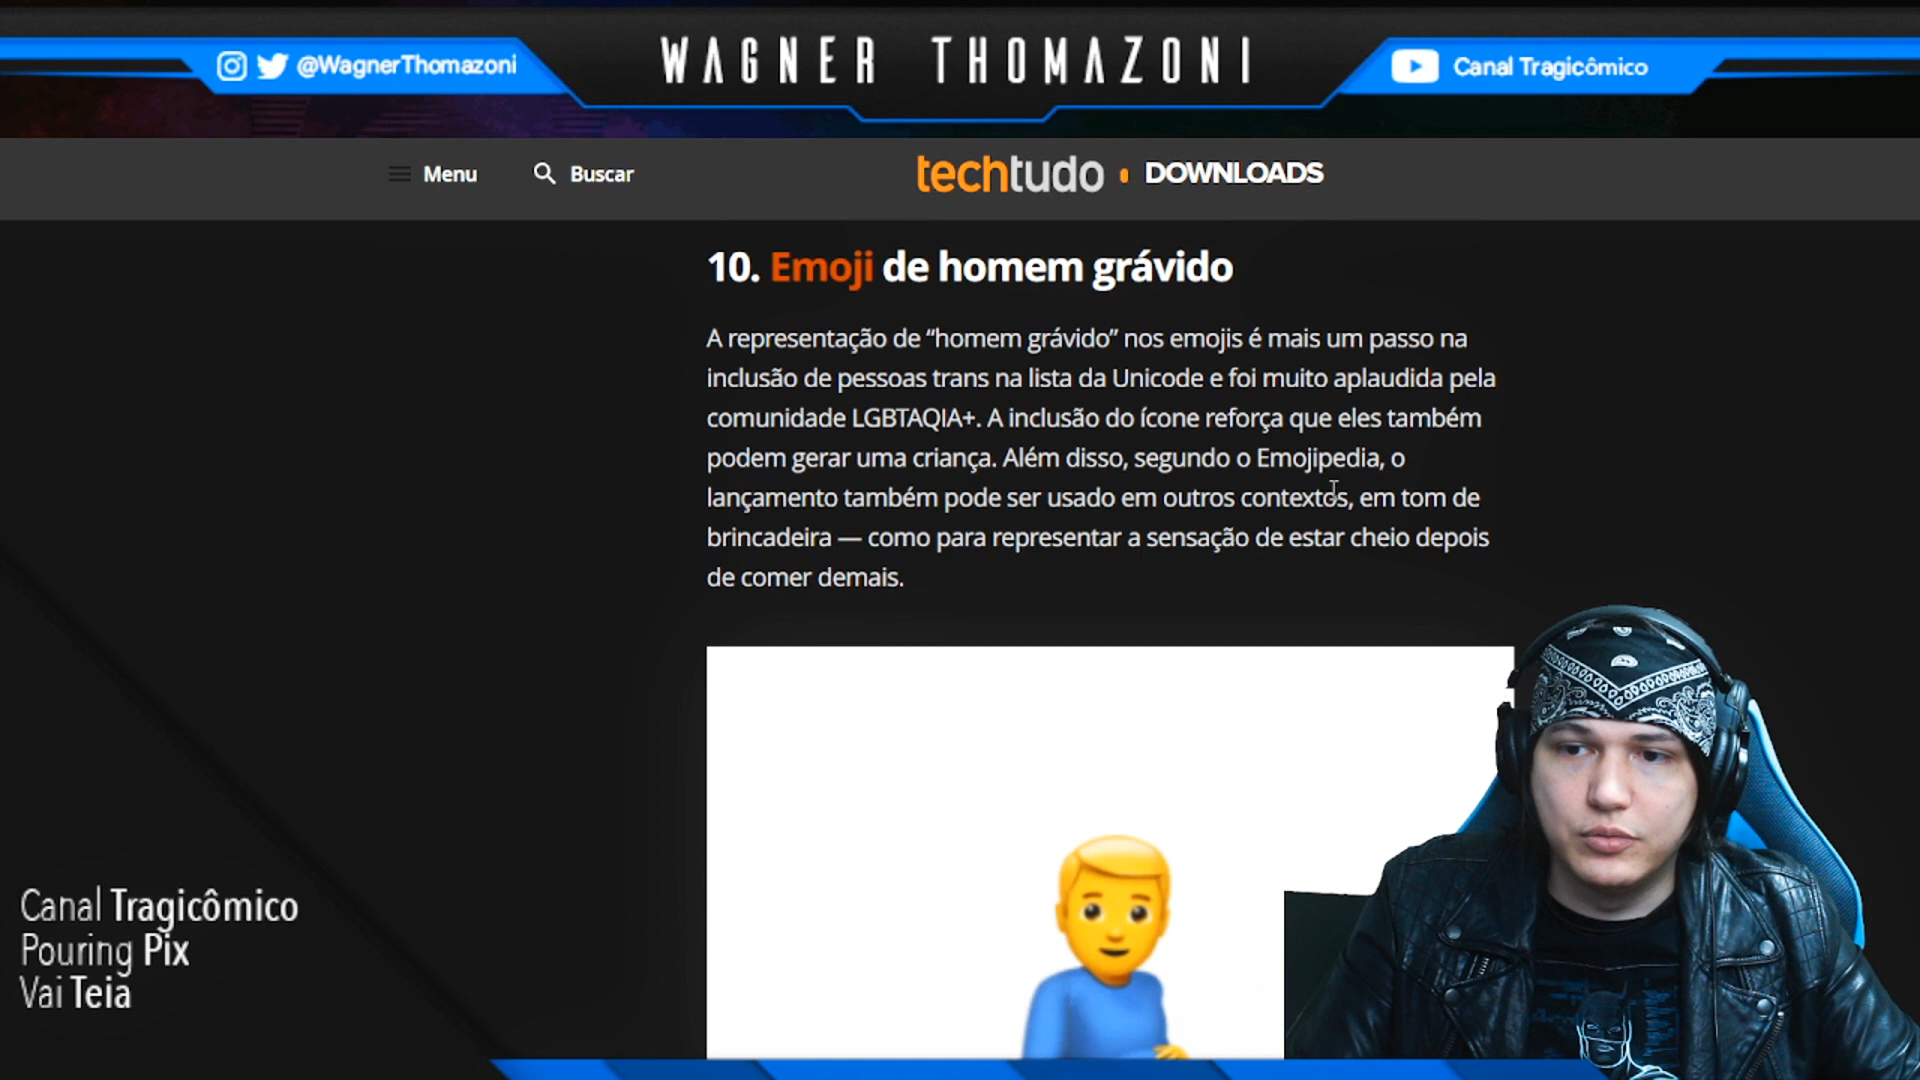 @WagnerThomazoni
WAGNER THOMAZONI
Canal Tragicômico
Menu
Buscar
techtudo
DOWNLOADS
10. Emoji de homem grávido
A representação de “homem grávido” nos emojis é mais um passo na
inclusão de pessoas trans na lista da Unicode e foi muito aplaudida pela
comunidade LGBTAQIA+. A inclusão do ícone reforça que eles também
podem gerar uma criança. Além disso, segundo o Emojipedia, o
lançamento também pode ser usado em outros contextos, em tom de
brincadeira — como para representar a sensação de estar cheio depois
de comer demais.
Canal Tragicômico
Pouring Pix
Vai Teia